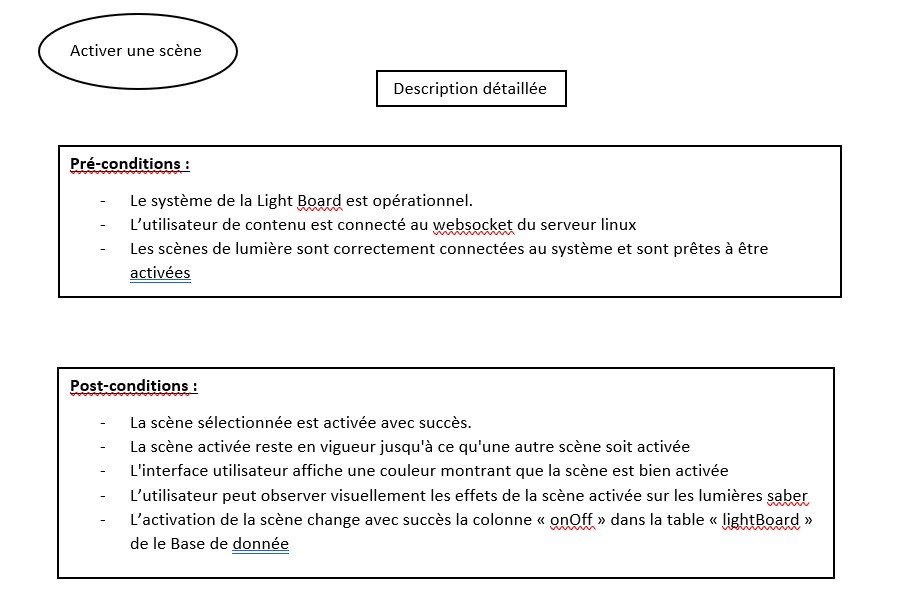 Activer une scène
Description détaillée
Pré-conditions :
- Le système de la Light Board est opérationnel.
- L’utilisateur de contenu est connecté au websocket du serveur linux
- Les scènes de lumière sont correctement connectées au système et sont prêtes à être
activées
Post-conditions :
- La scène sélectionnée est activée avec succès.
- La scène activée reste en vigueur jusqu'à ce qu'une autre scène soit activée
- L'interface utilisateur affiche une couleur montrant que la scène est bien activée
- L’utilisateur peut observer visuellement les effets de la scène activée sur les lumières saber
- L’activation de la scène change avec succès la colonne « onOff » dans la table « lightBoard »
de le Base de donnée